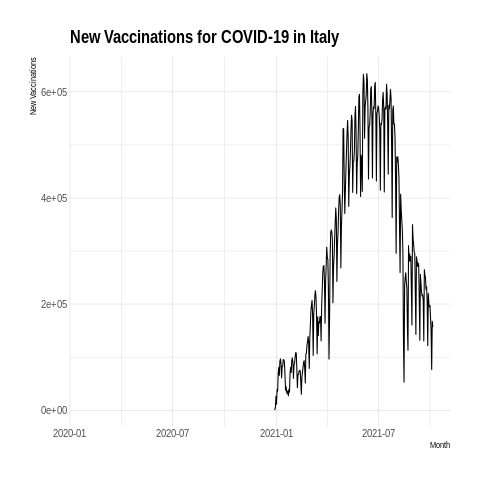 New Vaccinations for COVID-19 in Italy
New Vaccinations
6e+05
4e+05
2e+05
0e+00
2020-01 2020-07 2021-01 2021-07
Month